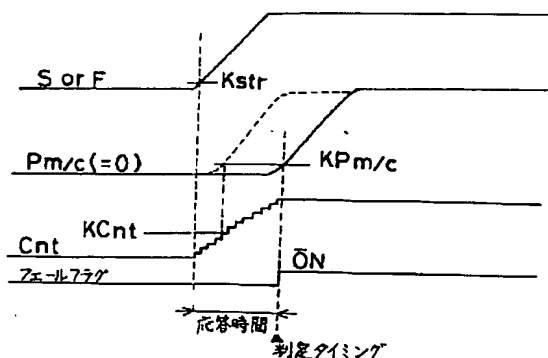 S or F
Kstr
Pm/c(=0)
KPm/c
KCnt
Cnt
フェールフラグ
ŌN
応答時間
判定タイミング